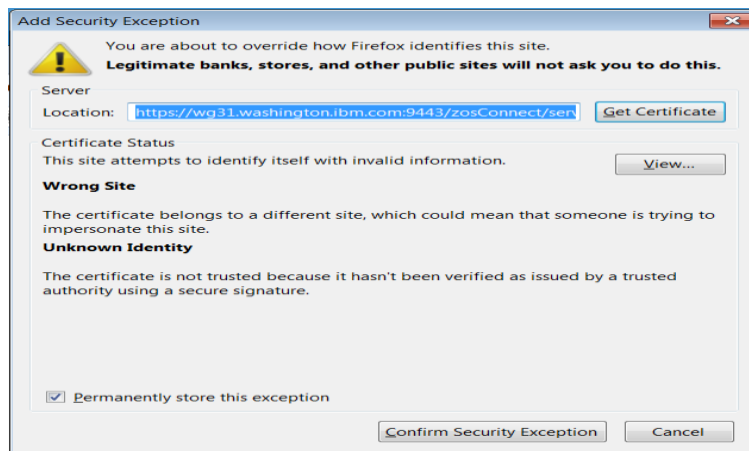 Add Security Exception
You are about to override how Firefox identifies this site.
Legitimate banks, stores, and other public sites will not ask you to do this.
Server
Location: https://wg31.washington.ibm.com:9443/zosConnect/serv Get Certificate
Certificate Status
This site attempts to identify itself with invalid information. View...
Wrong Site
The certificate belongs to a different site, which could mean that someone is trying to
impersonate this site.
Unknown Identity
The certificate is not trusted because it hasn't been verified as issued by a trusted
authority using a secure signature.
Permanently store this exception
Confirm Security Exception Cancel